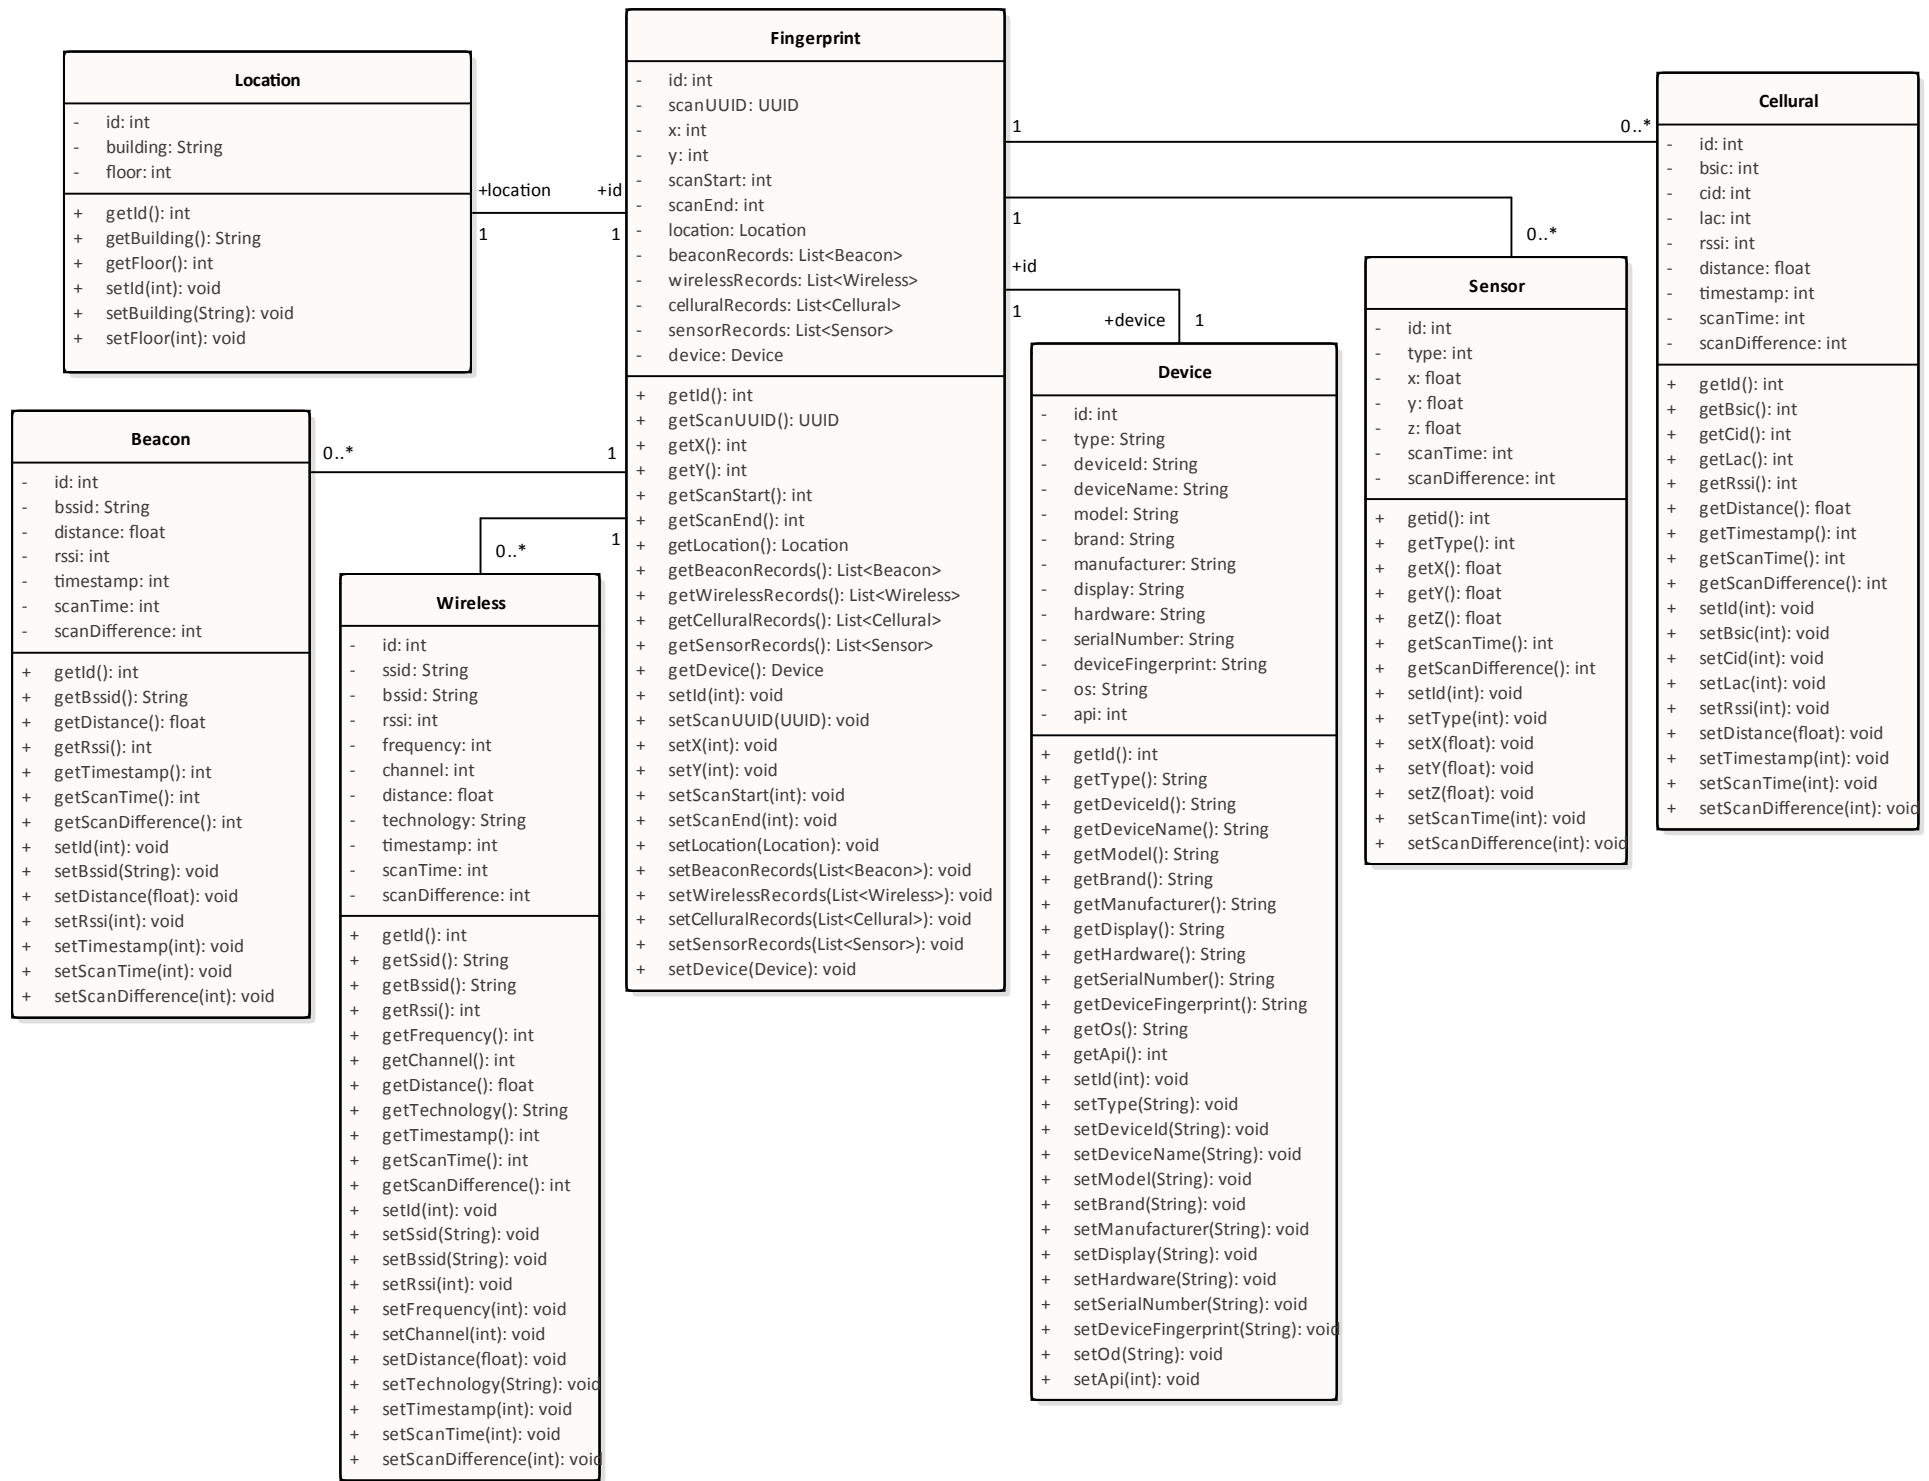 Fingerprint
- id: int
- scanUUID: UUID
- x: int
- y: int
- scanStart: int
- scanEnd: int
- location: Location
- beaconRecords: List<Beacon>
- wirelessRecords: List<Wireless>
- celluralRecords: List<Cellural>
- sensorRecords: List<Sensor>
- device: Device
+ getId(): int
+ getScanUUID(): UUID
+ getX(): int
+ getY(): int
+ getScanStart(): int
+ getScanEnd(): int
+ getLocation(): Location
+ getBeaconRecords(): List<Beacon>
+ getWirelessRecords(): List<Wireless>
+ getCelluralRecords(): List<Cellural>
+ getSensorRecords(): List<Sensor>
+ getDevice(): Device
+ setId(int): void
+ setScanUUID(UUID): void
+ setX(int): void
+ setY(int): void
+ setScanStart(int): void
+ setScanEnd(int): void
+ setLocation(Location): void
+ setBeaconRecords(List<Beacon>): void
+ setWirelessRecords(List<Wireless>): void
+ setCelluralRecords(List<Cellural>): void
+ setSensorRecords(List<Sensor>): void
+ setDevice(Device): void
Location
- id: int
- building: String
- floor: int
+ getId(): int
+ getBuilding(): String
+ getFloor(): int
+ setId(int): void
+ setBuilding(String): void
+ setFloor(int): void
+location +id
1 1
Beacon
- id: int
- bssid: String
- distance: float
- rssi: int
- timestamp: int
- scanTime: int
- scanDifference: int
+ getId(): int
+ getBssid(): String
+ getDistance(): float
+ getRssi(): int
+ getTimestamp(): int
+ getScanTime(): int
+ getScanDifference(): int
+ setId(int): void
+ setBssid(String): void
+ setDistance(float): void
+ setRssi(int): void
+ setTimestamp(int): void
+ setScanTime(int): void
+ setScanDifference(int): void
0..* 1
0..* 1
Wireless
- id: int
- ssid: String
- bssid: String
- rssi: int
- frequency: int
- channel: int
- distance: float
- technology: String
- timestamp: int
- scanTime: int
- scanDifference: int
+ getId(): int
+ getSsid(): String
+ getBssid(): String
+ getRssi(): int
+ getFrequency(): int
+ getChannel(): int
+ getDistance(): float
+ getTechnology(): String
+ getTimestamp(): int
+ getScanTime(): int
+ getScanDifference(): int
+ setId(int): void
+ setSsid(String): void
+ setBssid(String): void
+ setRssi(int): void
+ setFrequency(int): void
+ setChannel(int): void
+ setDistance(float): void
+ setTechnology(String): void
+ setTimestamp(int): void
+ setScanTime(int): void
+ setScanDifference(int): void
1 0..*
1 0..*
+id
1 +device 1
Device
- id: int
- type: String
- deviceId: String
- deviceName: String
- model: String
- brand: String
- manufacturer: String
- display: String
- hardware: String
- serialNumber: String
- deviceFingerprint: String
- os: String
- api: int
+ getId(): int
+ getType(): String
+ getDeviceId(): String
+ getDeviceName(): String
+ getModel(): String
+ getBrand(): String
+ getManufacturer(): String
+ getDisplay(): String
+ getHardware(): String
+ getSerialNumber(): String
+ getDeviceFingerprint(): String
+ getOs(): String
+ getApi(): int
+ setId(int): void
+ setType(String): void
+ setDeviceId(String): void
+ setDeviceName(String): void
+ setModel(String): void
+ setBrand(String): void
+ setManufacturer(String): void
+ setDisplay(String): void
+ setHardware(String): void
+ setSerialNumber(String): void
+ setDeviceFingerprint(String): void
+ setOd(String): void
+ setApi(int): void
Sensor
- id: int
- type: int
- x: float
- y: float
- z: float
- scanTime: int
- scanDifference: int
+ getid(): int
+ getType(): int
+ getX(): float
+ getY(): float
+ getZ(): float
+ getScanTime(): int
+ getScanDifference(): int
+ setId(int): void
+ setType(int): void
+ setX(float): void
+ setY(float): void
+ setZ(float): void
+ setScanTime(int): void
+ setScanDifference(int): void
Cellural
- id: int
- bsic: int
- cid: int
- lac: int
- rssi: int
- distance: float
- timestamp: int
- scanTime: int
- scanDifference: int
+ getId(): int
+ getBsic(): int
+ getCid(): int
+ getLac(): int
+ getRssi(): int
+ getDistance(): float
+ getTimestamp(): int
+ getScanTime(): int
+ getScanDifference(): int
+ setId(int): void
+ setBsic(int): void
+ setCid(int): void
+ setLac(int): void
+ setRssi(int): void
+ setDistance(float): void
+ setTimestamp(int): void
+ setScanTime(int): void
+ setScanDifference(int): void